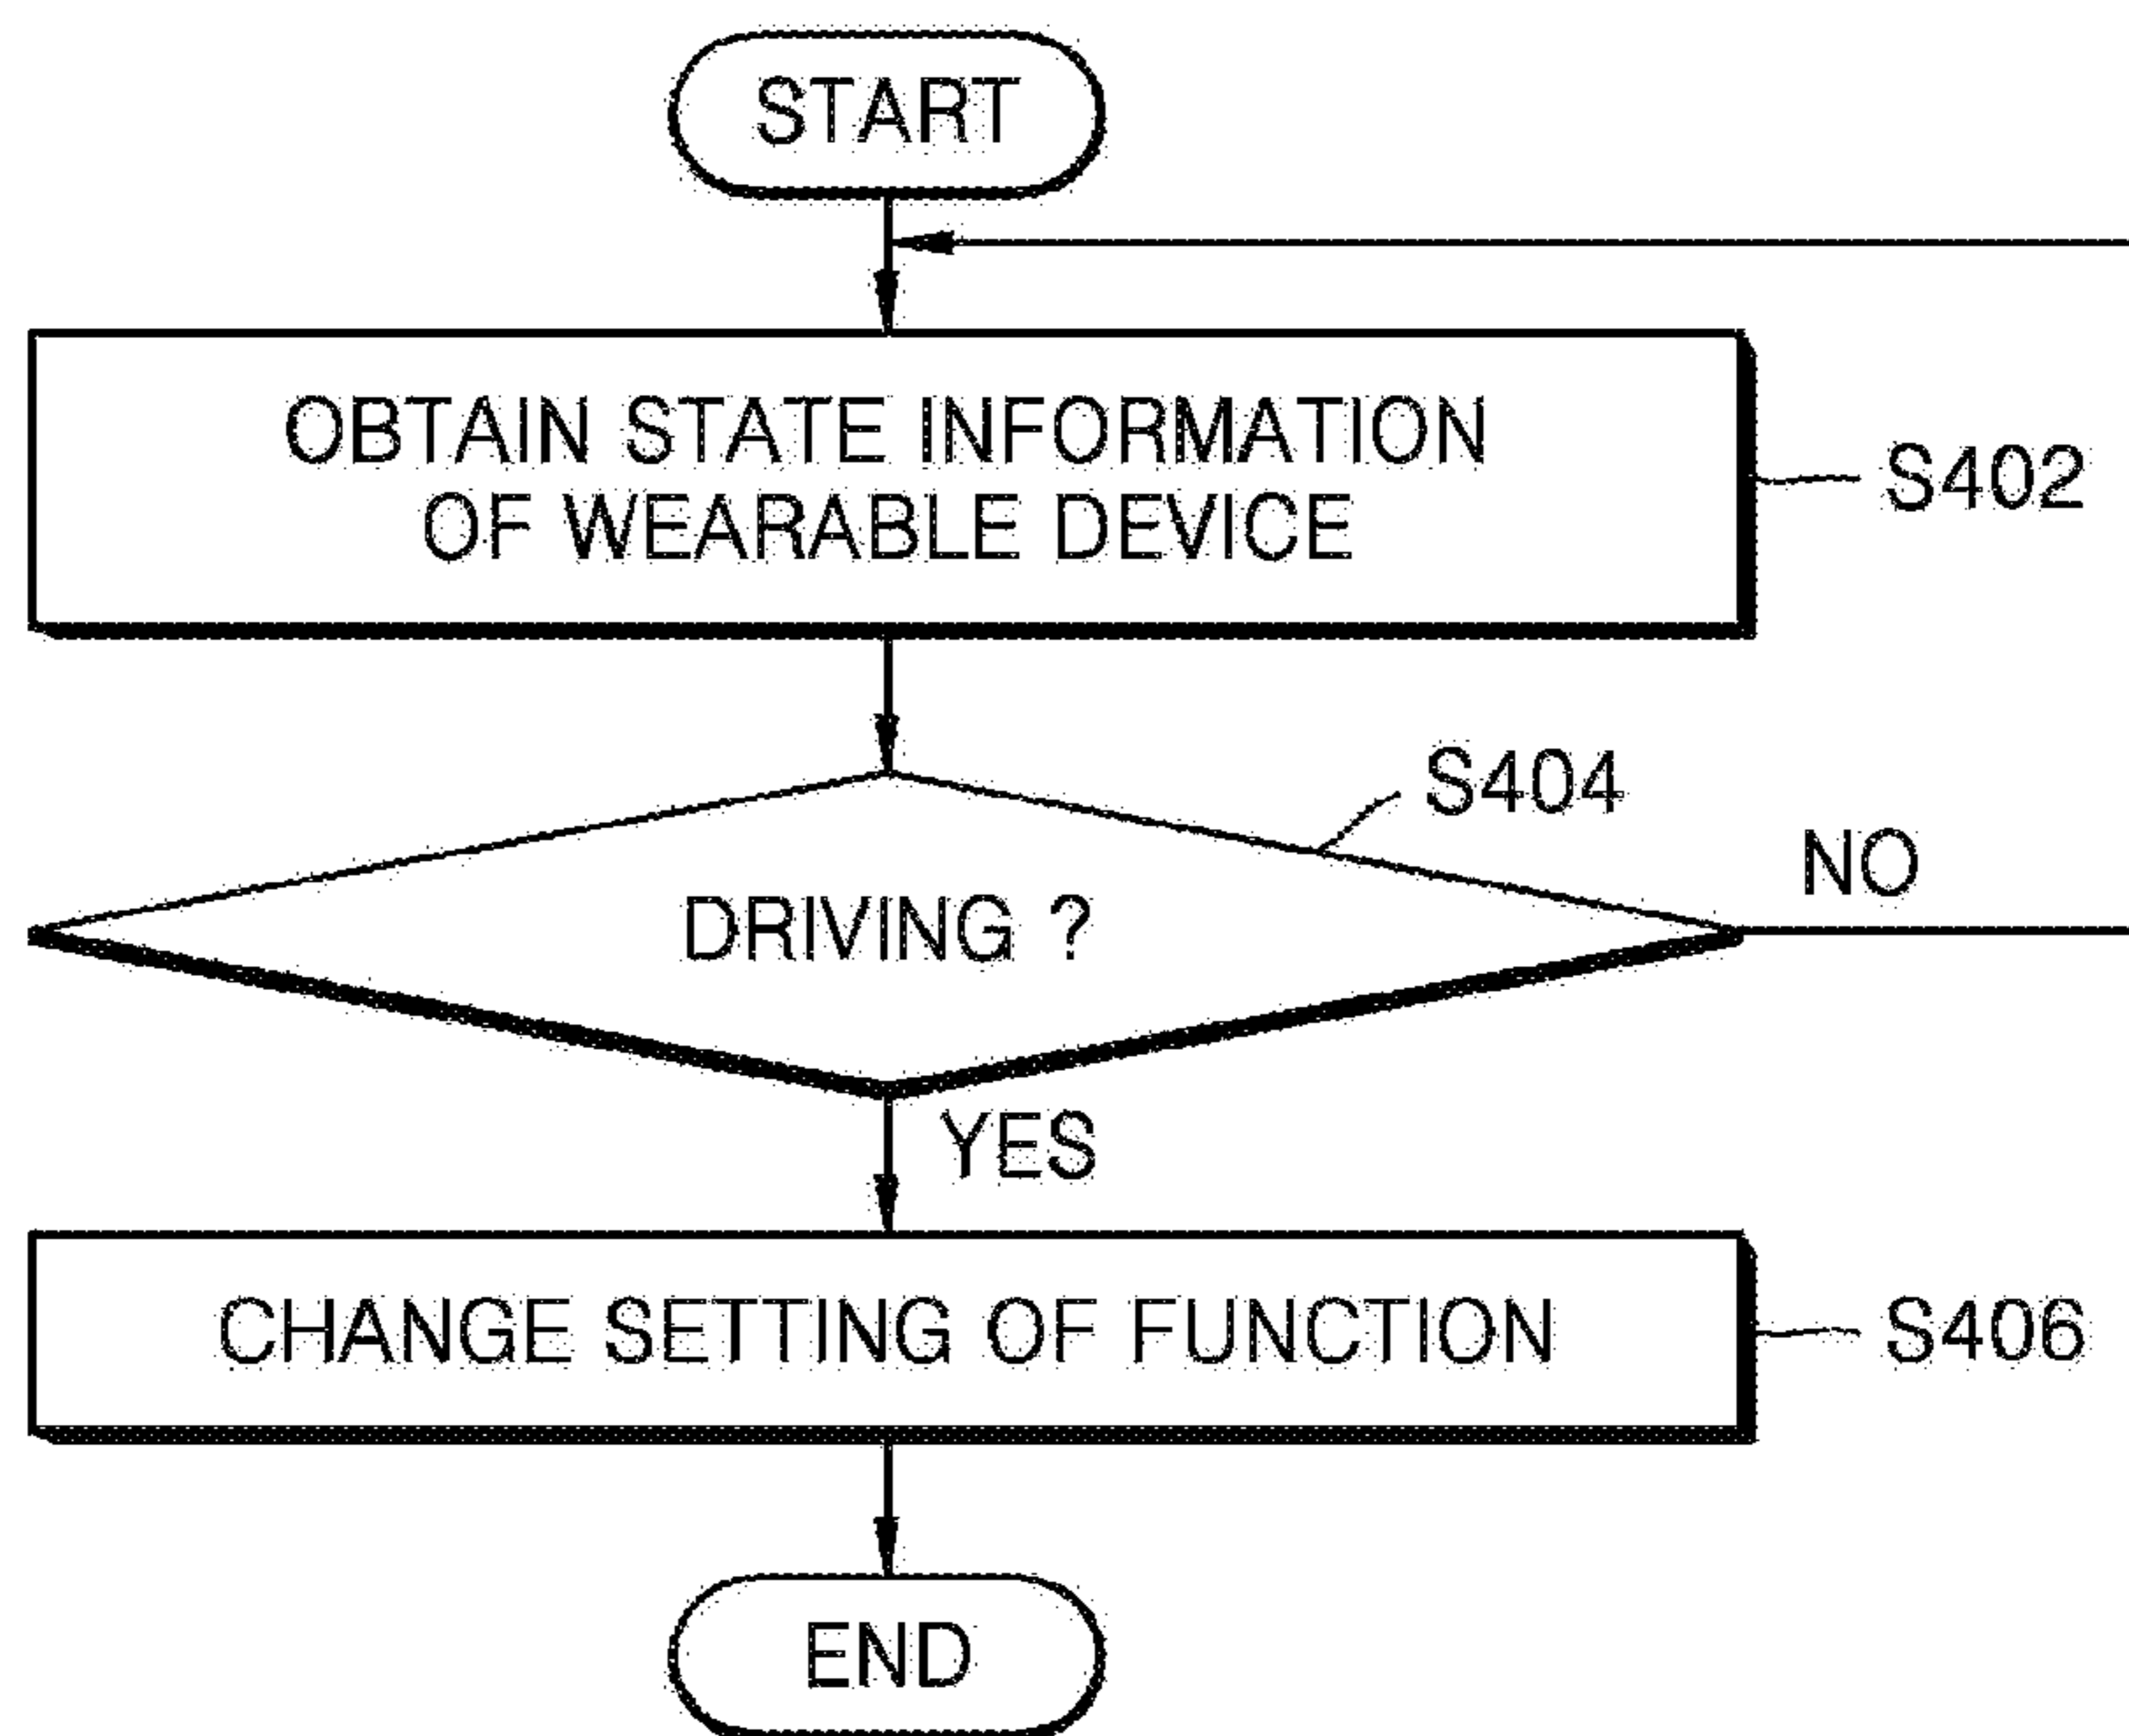 START
OBTAIN STATE INFORMATION
OF WEARABLE DEVICE
S402
S404
NO
DRIVING ?
YES
CHANGE SETTING OF FUNCTION
S406
END